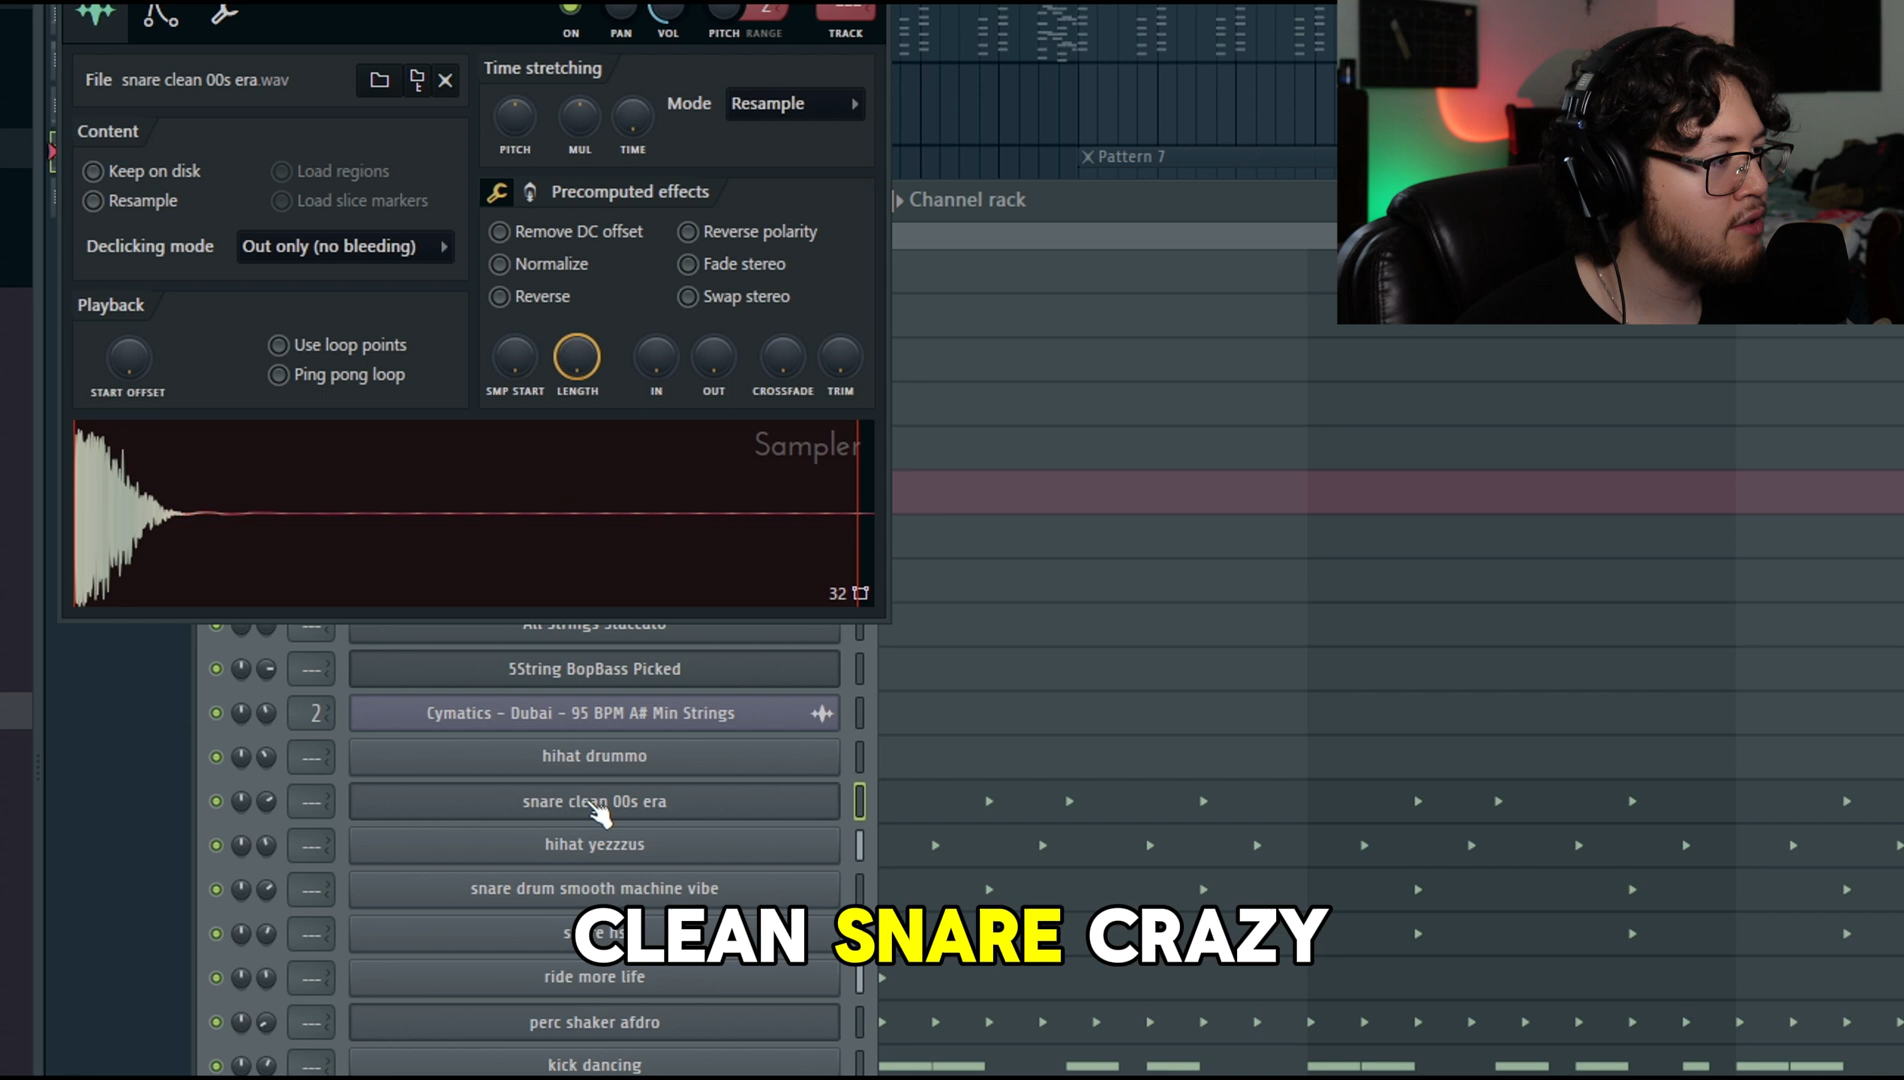 ON PAN VOL PITCH RANGE TRACK
File snare clean 00s era.wav
Time stretching
Mode Resample
PITCH MUL TIME
Content
Keep on disk Load regions
Resample Load slice markers
Declicking mode Out only (no bleeding)
Precomputed effects
Remove DC offset Reverse polarity
Normalize Fade stereo
Reverse Swap stereo
SMP START LENGTH IN OUT CROSSFADE TRIM
Playback
Use loop points
Ping pong loop
START OFFSET
Sampler
32
Pattern 7
Channel rack
All Strings Staccato
5String BopBass Picked
2 Cymatics - Dubai - 95 BPM A# Min Strings
hihat drummo
snare clean 00s era
hihat yezzzus
snare drum smooth machine vibe
CLEAN SNARE CRAZY
ride more life
perc shaker afdro
kick dancing